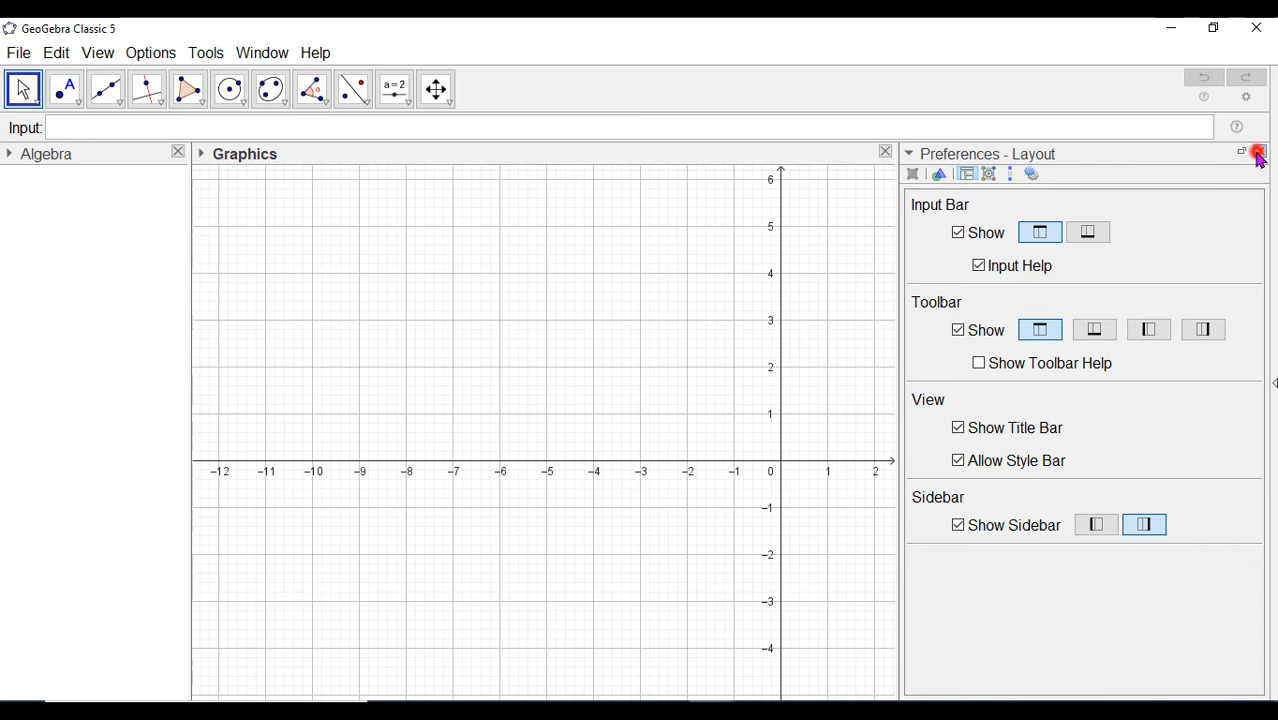 GeoGebra Classic 5
File Edit View Options Tools Window Help
A α a=2
Input:
Algebra Graphics Preferences - Layout
Input Bar
Show
Input Help
Toolbar
Show
Show Toolbar Help
View
Show Title Bar
Allow Style Bar
Sidebar
Show Sidebar
6
5
4
3
2
1
−12 −11 −10 −9 −8 −7 −6 −5 −4 −3 −2 −1 0 1 2
−1
−2
−3
−4